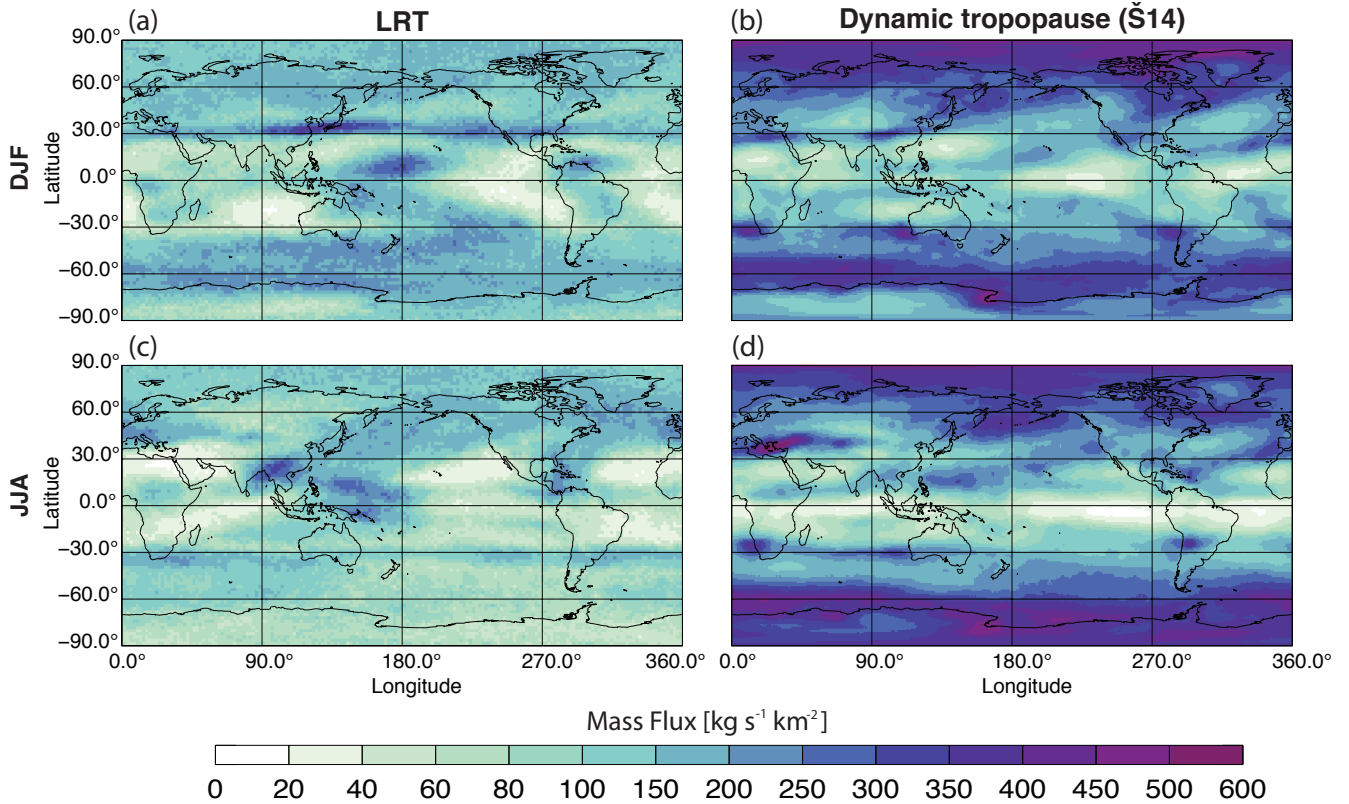 (a) LRT (b) Dynamic tropopause (Š14)
DJF
Latitude
90.0°
60.0°
30.0°
0.0°
−30.0°
−60.0°
−90.0°
(c) (d)
JJA
Latitude
90.0°
60.0°
30.0°
0.0°
−30.0°
−60.0°
−90.0°
0.0° 90.0° 180.0° 270.0° 360.0° 0.0° 90.0° 180.0° 270.0° 360.0°
Longitude Longitude
Mass Flux [kg s⁻¹ km⁻²]
0 20 40 60 80 100 150 200 250 300 350 400 450 500 600